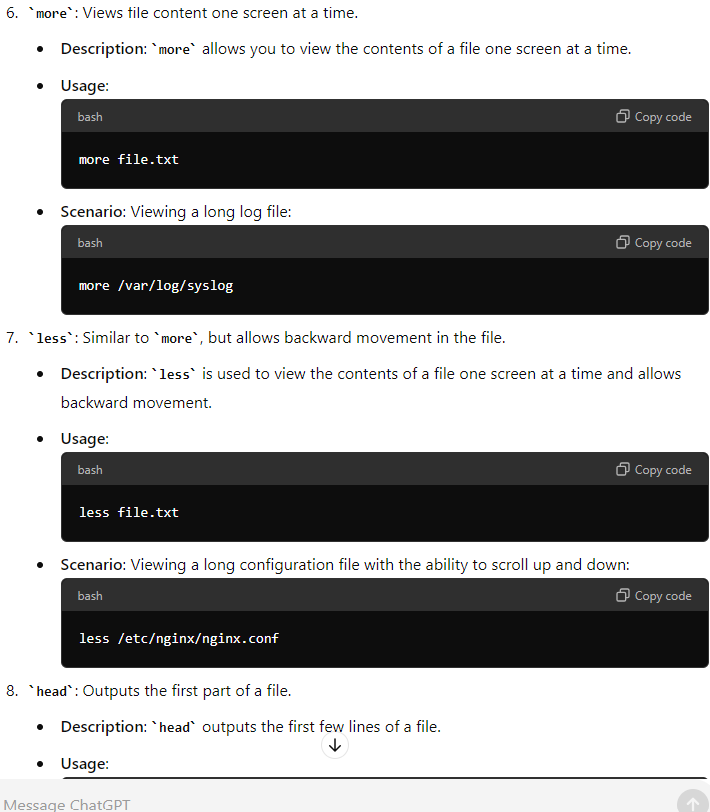 6. `more`: Views file content one screen at a time.
• Description: `more` allows you to view the contents of a file one screen at a time.
• Usage:
bash Copy code
more file.txt
• Scenario: Viewing a long log file:
bash Copy code
more /var/log/syslog
7. `less`: Similar to `more`, but allows backward movement in the file.
• Description: `less` is used to view the contents of a file one screen at a time and allows
backward movement.
• Usage:
bash Copy code
less file.txt
• Scenario: Viewing a long configuration file with the ability to scroll up and down:
bash Copy code
less /etc/nginx/nginx.conf
8. `head`: Outputs the first part of a file.
• Description: `head` outputs the first few lines of a file.
• Usage:
Message ChatGPT